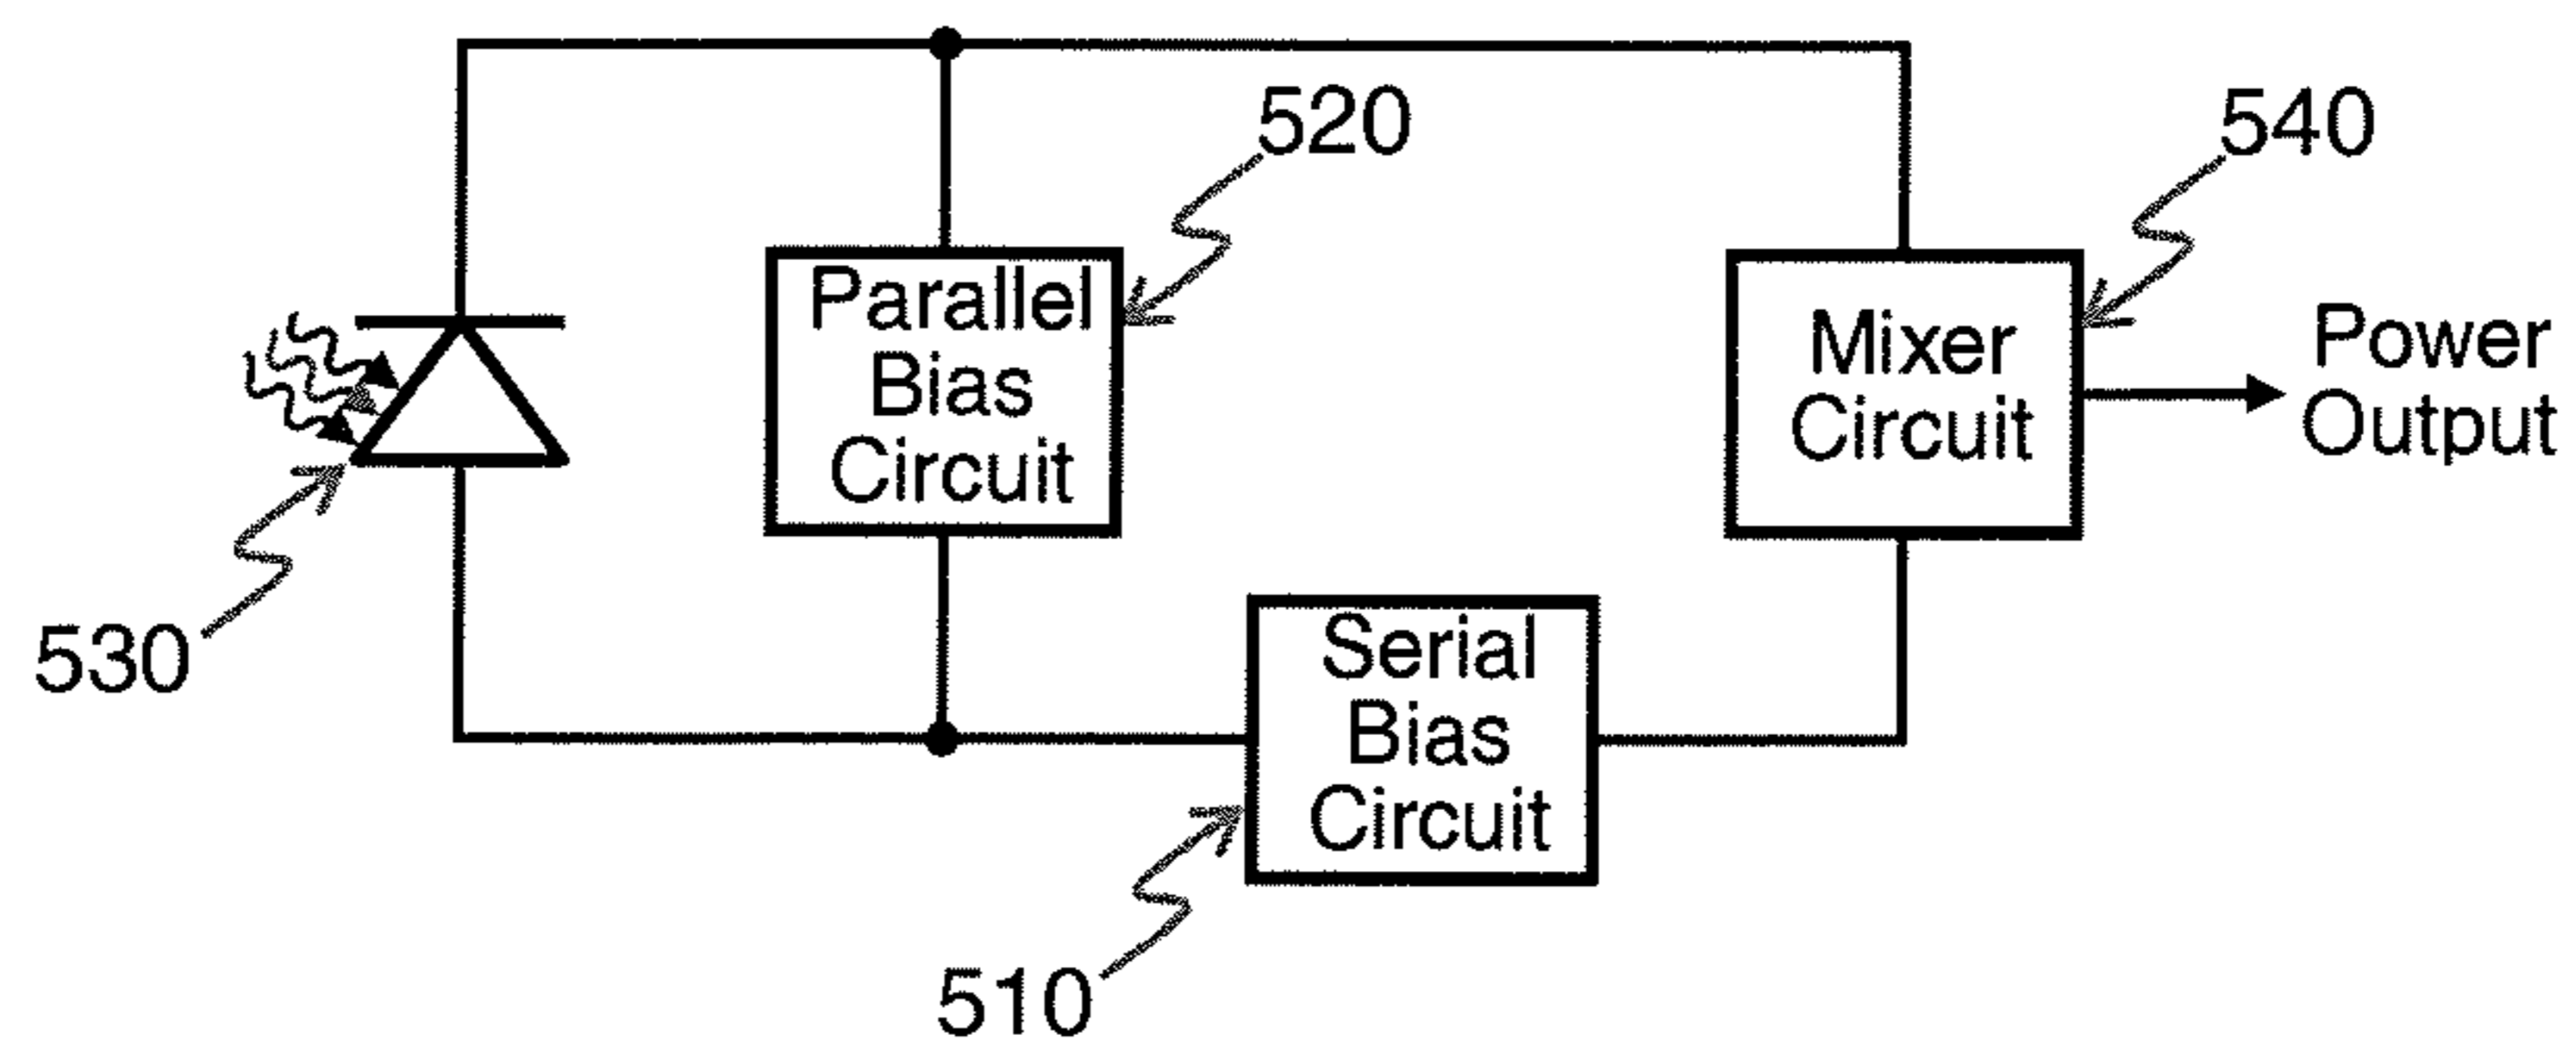 520
540
Parallel
Bias
Circuit
Mixer
Circuit
Power
Output
530
Serial
Bias
Circuit
510